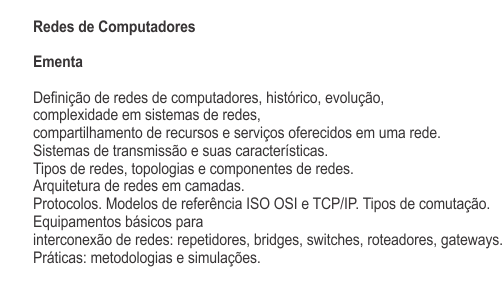 Redes de Computadores
Ementa
Definição de redes de computadores, histórico, evolução,
complexidade em sistemas de redes,
compartilhamento de recursos e serviços oferecidos em uma rede.
Sistemas de transmissão e suas características.
Tipos de redes, topologias e componentes de redes.
Arquitetura de redes em camadas.
Protocolos. Modelos de referência ISO OSI e TCP/IP. Tipos de comutação.
Equipamentos básicos para
interconexão de redes: repetidores, bridges, switches, roteadores, gateways.
Práticas: metodologias e simulações.